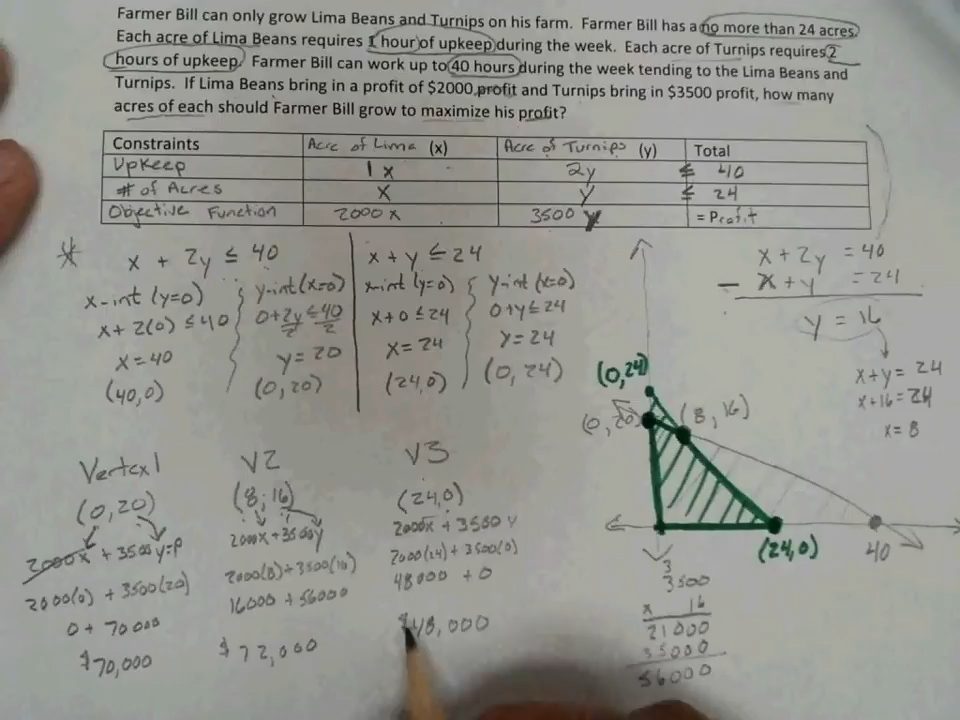 Farmer Bill can only grow Lima Beans and Turnips on his farm. Farmer Bill has a no more than 24 acres.
Each acre of Lima Beans requires 1 hour of upkeep during the week. Each acre of Turnips requires 2
hours of upkeep. Farmer Bill can work up to 40 hours during the week tending to the Lima Beans and
Turnips. If Lima Beans bring in a profit of $2000 profit and Turnips bring in $3500 profit, how many
acres of each should Farmer Bill grow to maximize his profit?
Constraints Acre of Lima (x) Acre of Turnips (y) Total
Upkeep 1x 2y ≤ 40
# of Acres x y ≤ 24
Objective Function 2000x 3500y = Profit
x + 2y ≤ 40
x-int (y=0)
x + 2(0) ≤ 40
x = 40
(40,0)
y-int (x=0)
0+2y ≤ 40
2 2
y = 20
(0,20)
x + y ≤ 24
x-int (y=0)
x+0 ≤ 24
x = 24
(24,0)
y-int (x=0)
0+y ≤ 24
y = 24
(0,24)
x + 2y = 40
− x + y = 24
y = 16
x+y = 24
x+16 = 24
x = 8
(0,24)
(0,20)
(8,16)
(24,0)
40
Vertex 1
(0,20)
2000x + 3500y=P
2000(0) + 3500(20)
0 + 70000
$70,000
V2
(8,16)
2000x+3500y
2000(8)+3500(16)
16000 + 56000
$72,000
V3
(24,0)
2000x + 3500y
2000(24)+3500(0)
48000 + 0
$48,000
3
3500
x 16
21000
35000
56000